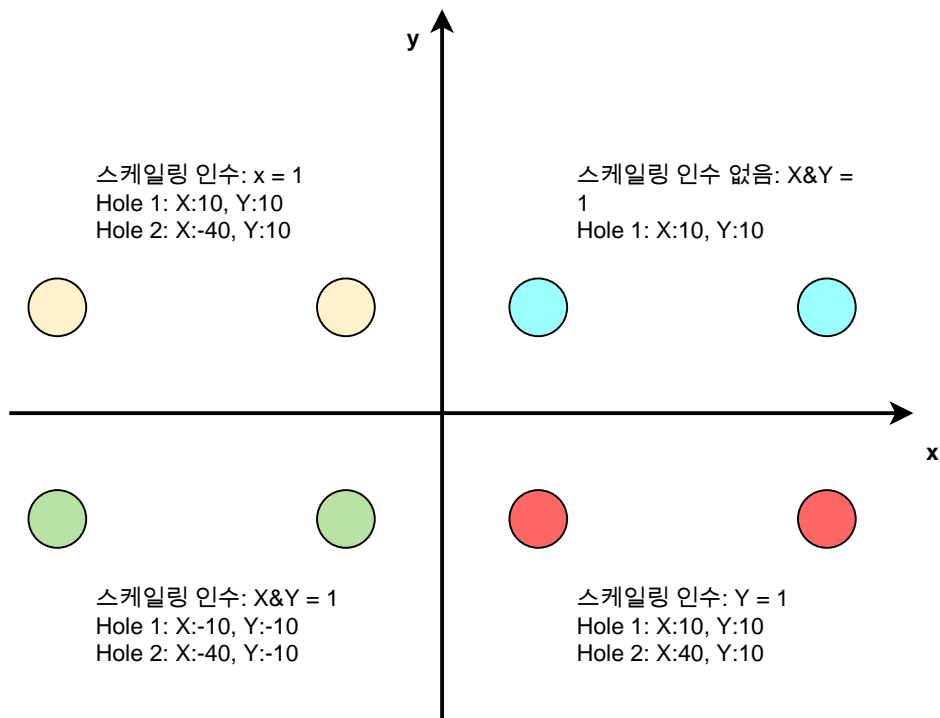 y
스케일링 인수: x = 1
Hole 1: X:10, Y:10
Hole 2: X:-40, Y:10
스케일링 인수 없음: X&Y =
1
Hole 1: X:10, Y:10
x
스케일링 인수: X&Y = 1
Hole 1: X:-10, Y:-10
Hole 2: X:-40, Y:-10
스케일링 인수: Y = 1
Hole 1: X:10, Y:10
Hole 2: X:40, Y:10